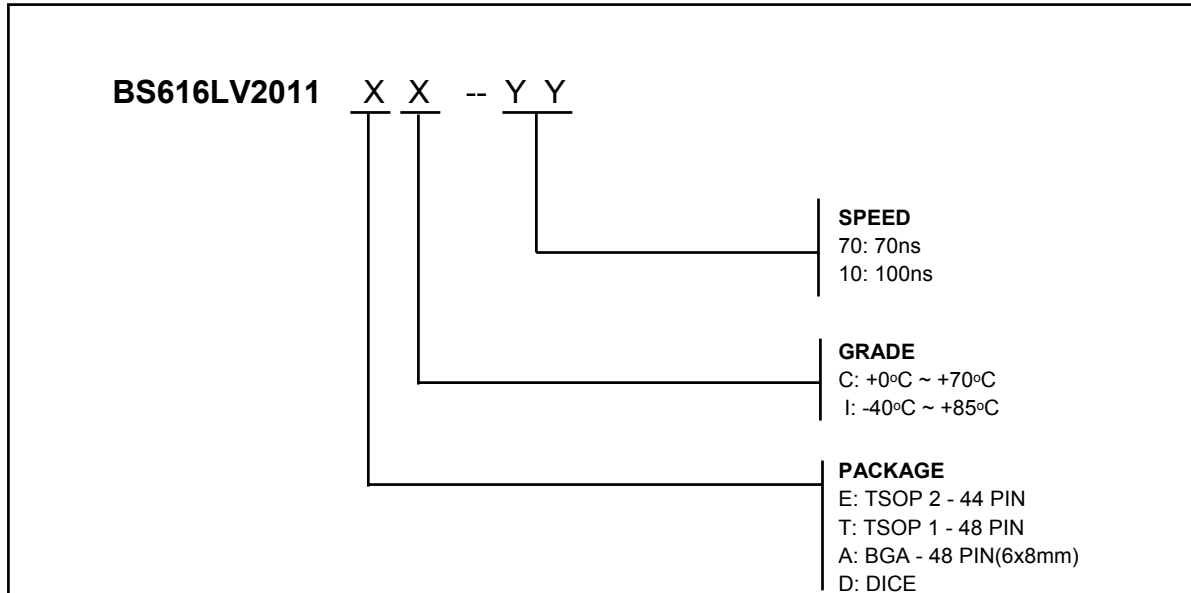 BS616LV2011 X X -- Y Y
SPEED
70: 70ns
10: 100ns
GRADE
C: +0oC ~ +70oC
I: -40oC ~ +85oC
PACKAGE
E: TSOP 2 - 44 PIN
T: TSOP 1 - 48 PIN
A: BGA - 48 PIN(6x8mm)
D: DICE